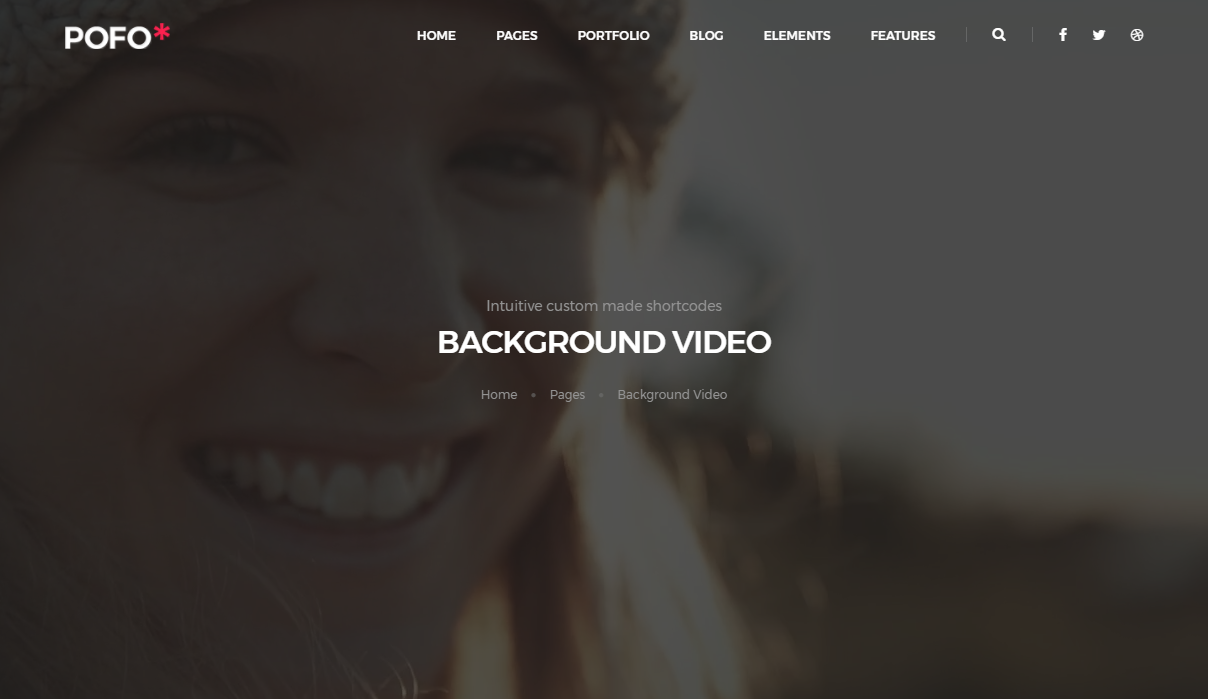 POFO*
HOME PAGES PORTFOLIO BLOG ELEMENTS FEATURES
Intuitive custom made shortcodes
BACKGROUND VIDEO
Home • Pages • Background Video